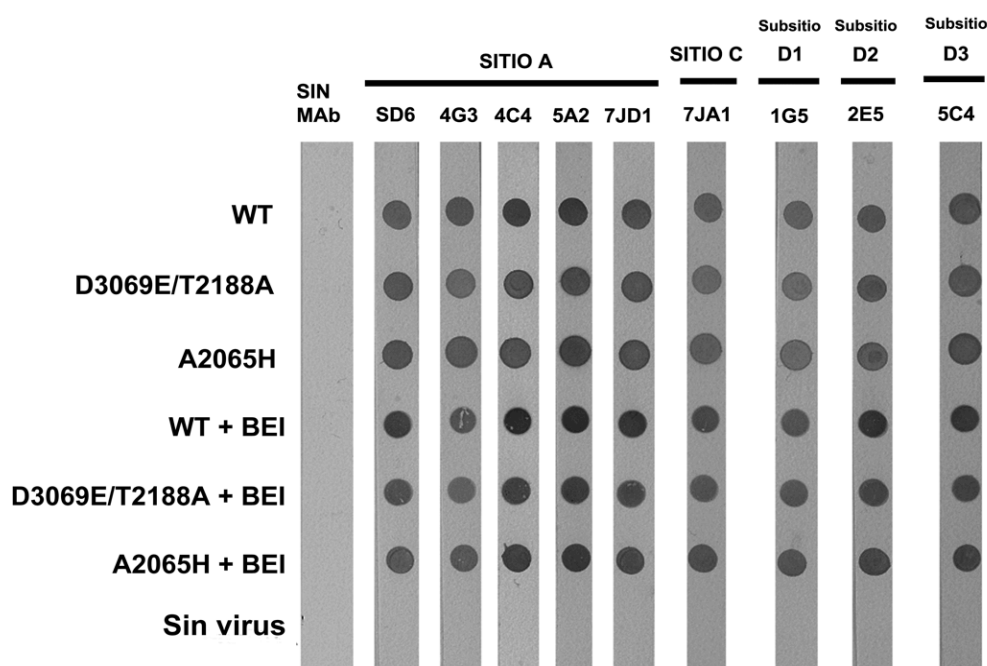 Subsitio Subsitio Subsitio
SITIO A SITIO C D1 D2 D3
SIN
MAb SD6 4G3 4C4 5A2 7JD1 7JA1 1G5 2E5 5C4
WT
D3069E/T2188A
A2065H
WT + BEI
D3069E/T2188A + BEI
A2065H + BEI
Sin virus